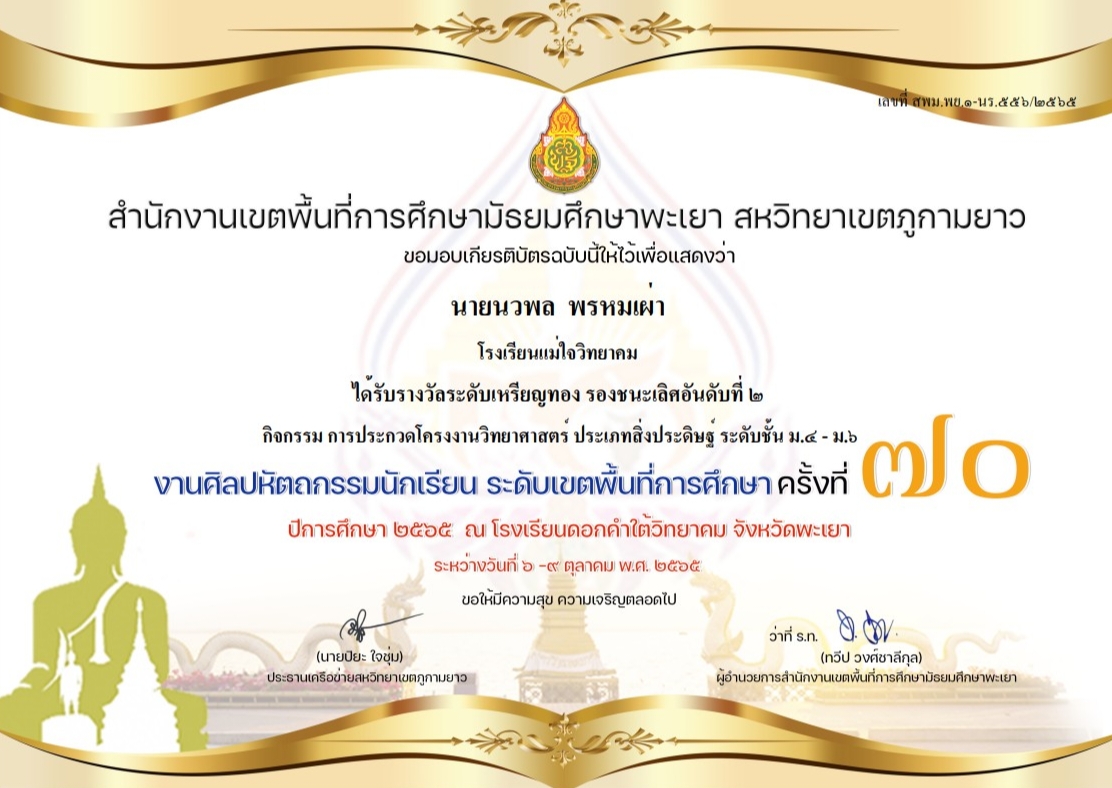 เลขที่ สพม.พย.๑-นร.๕๕๖/๒๕๖๕
สำนักงานเขตพื้นที่การศึกษามัธยมศึกษาพะเยา สหวิทยาเขตภูกามยาว
ขอมอบเกียรติบัตรฉบับนี้ให้ไว้เพื่อแสดงว่า
นายนวพล พรหมเผ่า
โรงเรียนแม่ใจวิทยาคม
ได้รับรางวัลระดับเหรียญทอง รองชนะเลิศอันดับที่ ๒
กิจกรรม การประกวดโครงงานวิทยาศาสตร์ ประเภทสิ่งประดิษฐ์ ระดับชั้น ม.๔ - ม.๖
งานศิลปหัตถกรรมนักเรียน ระดับเขตพื้นที่การศึกษา ครั้งที่ ๗๐
ปีการศึกษา ๒๕๖๕ ณ โรงเรียนดอกคำใต้วิทยาคม จังหวัดพะเยา
ระหว่างวันที่ ๖ -๙ ตุลาคม พ.ศ. ๒๕๖๕
ขอให้มีความสุข ความเจริญตลอดไป
ว่าที่ ร.ท.
(นายปิยะ ใจชุ่ม)
(ทวีป วงศ์ชาลีกุล)
ประธานเครือข่ายสหวิทยาเขตภูกามยาว
ผู้อำนวยการสำนักงานเขตพื้นที่การศึกษามัธยมศึกษาพะเยา